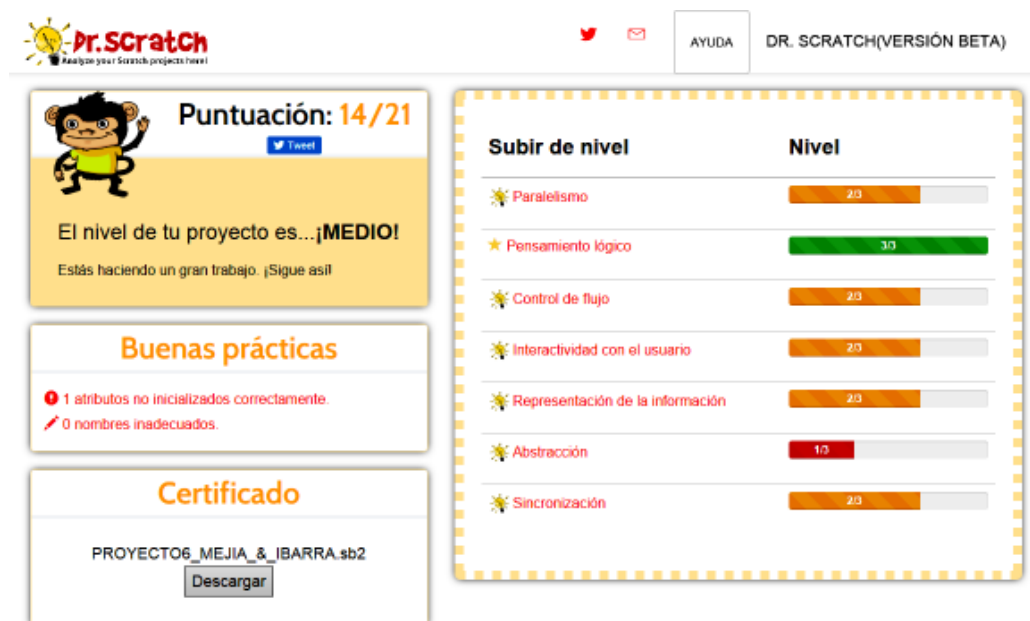 Dr.Scratch
Analyze your Scratch projects here!
AYUDA
DR. SCRATCH(VERSIÓN BETA)
Puntuación: 14/21
Tweet
El nivel de tu proyecto es...¡MEDIO!
Estás haciendo un gran trabajo. ¡Sigue así!
Buenas prácticas
1 atributos no inicializados correctamente.
0 nombres inadecuados.
Certificado
PROYECTO6_MEJIA_&_IBARRA.sb2
Descargar
Subir de nivel Nivel
Paralelismo 2/3
Pensamiento lógico 3/3
Control de flujo 2/3
Interactividad con el usuario 2/3
Representación de la información 2/3
Abstracción 1/3
Sincronización 2/3